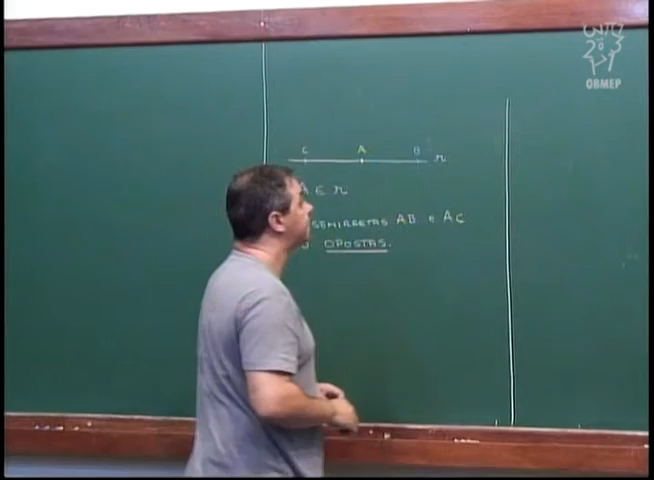 OBMEP
C A B r
A ∈ r
SEMIRRETAS AB e AC
OPOSTAS.